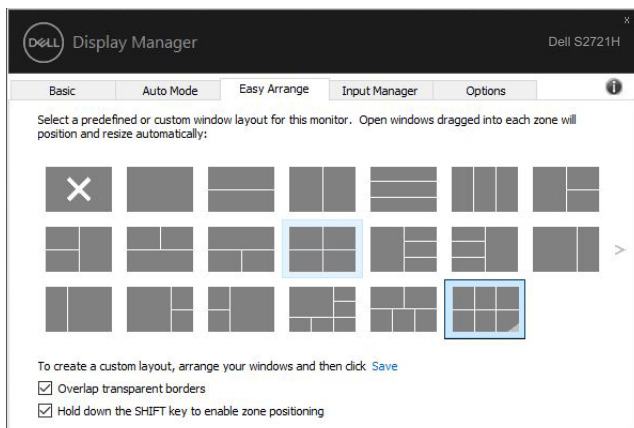 x
DELL Display Manager Dell S2721H
Basic Auto Mode Easy Arrange Input Manager Options i
Select a predefined or custom window layout for this monitor. Open windows dragged into each zone will
position and resize automatically:
>
To create a custom layout, arrange your windows and then click Save
Overlap transparent borders
Hold down the SHIFT key to enable zone positioning